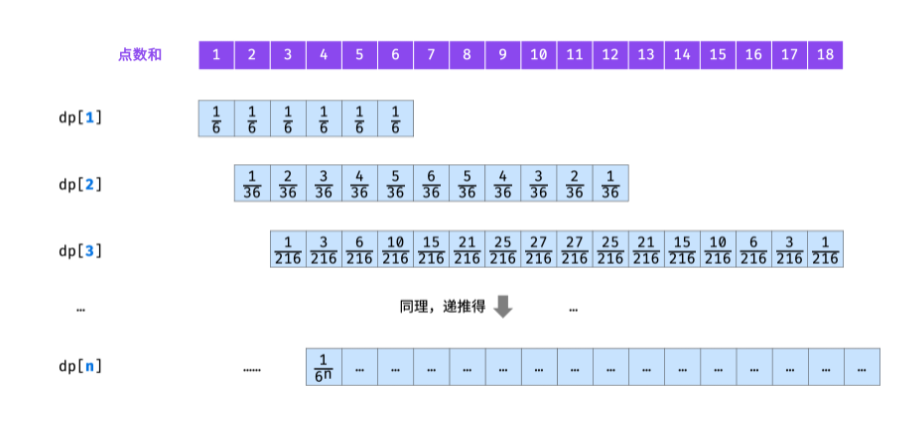 点数和 1 2 3 4 5 6 7 8 9 10 11 12 13 14 15 16 17 18
dp[1] 1/6 1/6 1/6 1/6 1/6 1/6
dp[2] 1/36 2/36 3/36 4/36 5/36 6/36 5/36 4/36 3/36 2/36 1/36
dp[3] 1/216 3/216 6/216 10/216 15/216 21/216 25/216 27/216 27/216 25/216 21/216 15/216 10/216 6/216 3/216 1/216
… 同理，递推得 …
dp[n] …… 1/6ⁿ … … … … … … … … … … … … … … …